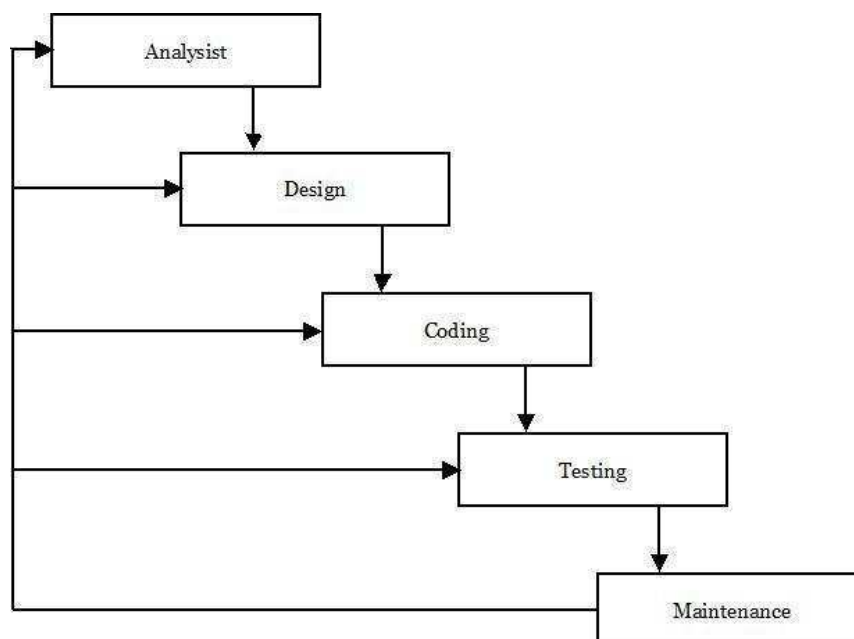 Analysist
Design
Coding
Testing
Maintenance